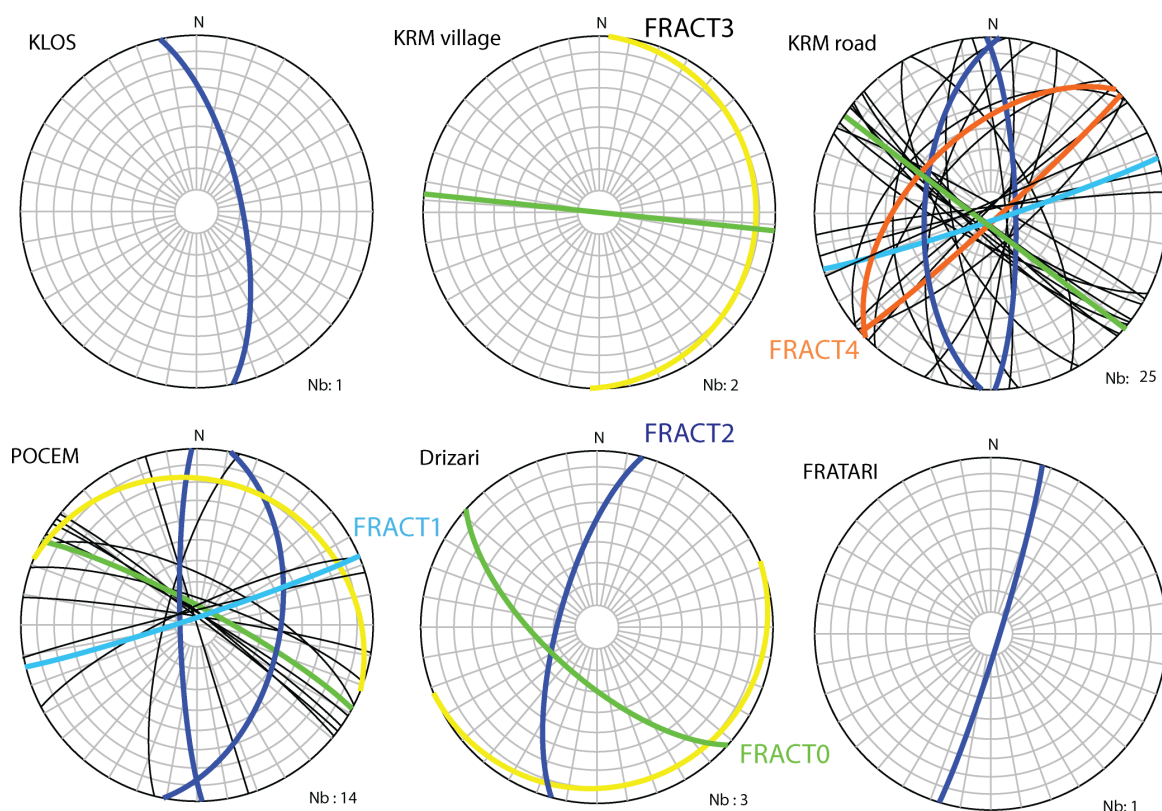 KLOS
N
Nb: 1
KRM village
N
FRACT3
Nb: 2
KRM road
N
FRACT4
Nb: 25
POCEM
N
FRACT1
Nb : 14
Drizari
N
FRACT2
FRACT0
Nb : 3
FRATARI
N
Nb: 1